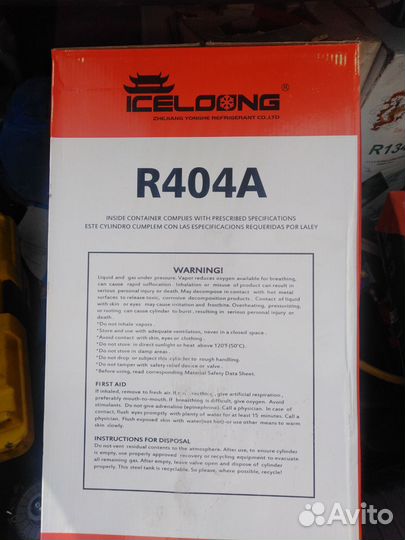 ICELOONG®
ZHEJIANG YONGHE REFRIGERANT CO.,LTD
R134
R404A
INSIDE CONTAINER COMPLIES WITH PRESCRIBED SPECIFICATIONS
ESTE CYLINDRO CUMPLEM CON LAS ESPECIFICACIONS REQUERIDAS POR LALEY
WARNING!
Liquid and gas under pressure. Vapor reduces oxygen available for breathing,
can cause rapid suffocation. Inhalation or misuse of product can result in
serious personal injury or death. May decompose in contact with hot metal
surfaces to release toxic, corrosive decomposition products. Contact of liquid
with skin or eyes may cause irritation and frostbite. Overheating, pressurizing,
or rooting can cause cylinder to burst, resulting in serious personal injury or
death.
*Do not inhale vapors.
*Store and use with adequate ventilation, never in a closed space.
*Avoid contact with skin, eyes or clothing.
*Do not store in direct sunlight or heat above 120°F(50°C).
*Do not store in damp areas.
*Do not drop or subject this cylinder to rough handling.
*Do not tamper with safety relief device or valve.
*Before using, read corresponding Material Safety Data Sheet.
FIRST AID
If inhaled, remove to fresh air. If breathing, give artificial respiration,
preferably mouth-to-mouth. If breathing is difficult, give oxygen. Avoid
stimulants. Do not give adrenaline (epinephrine). Call a physician. In case of
contact, flush eyes promptly with plenty of water for at least 15 minutes. Call a
physician. Flush exposed skin with water(not hot) or use other means to warm
skin slowly.
INSTRUCTIONS FOR DISPOSAL
Do not vent residual contents to the atmosphere. After use, to ensure cylinder
is empty, use properly approved recovery or recycling equipment to evacuate
all remaining gas. After empty, leave valve open and dispose of cylinder
properly. This steel tank is recyclable. So please, where possible, recycle!
Avito